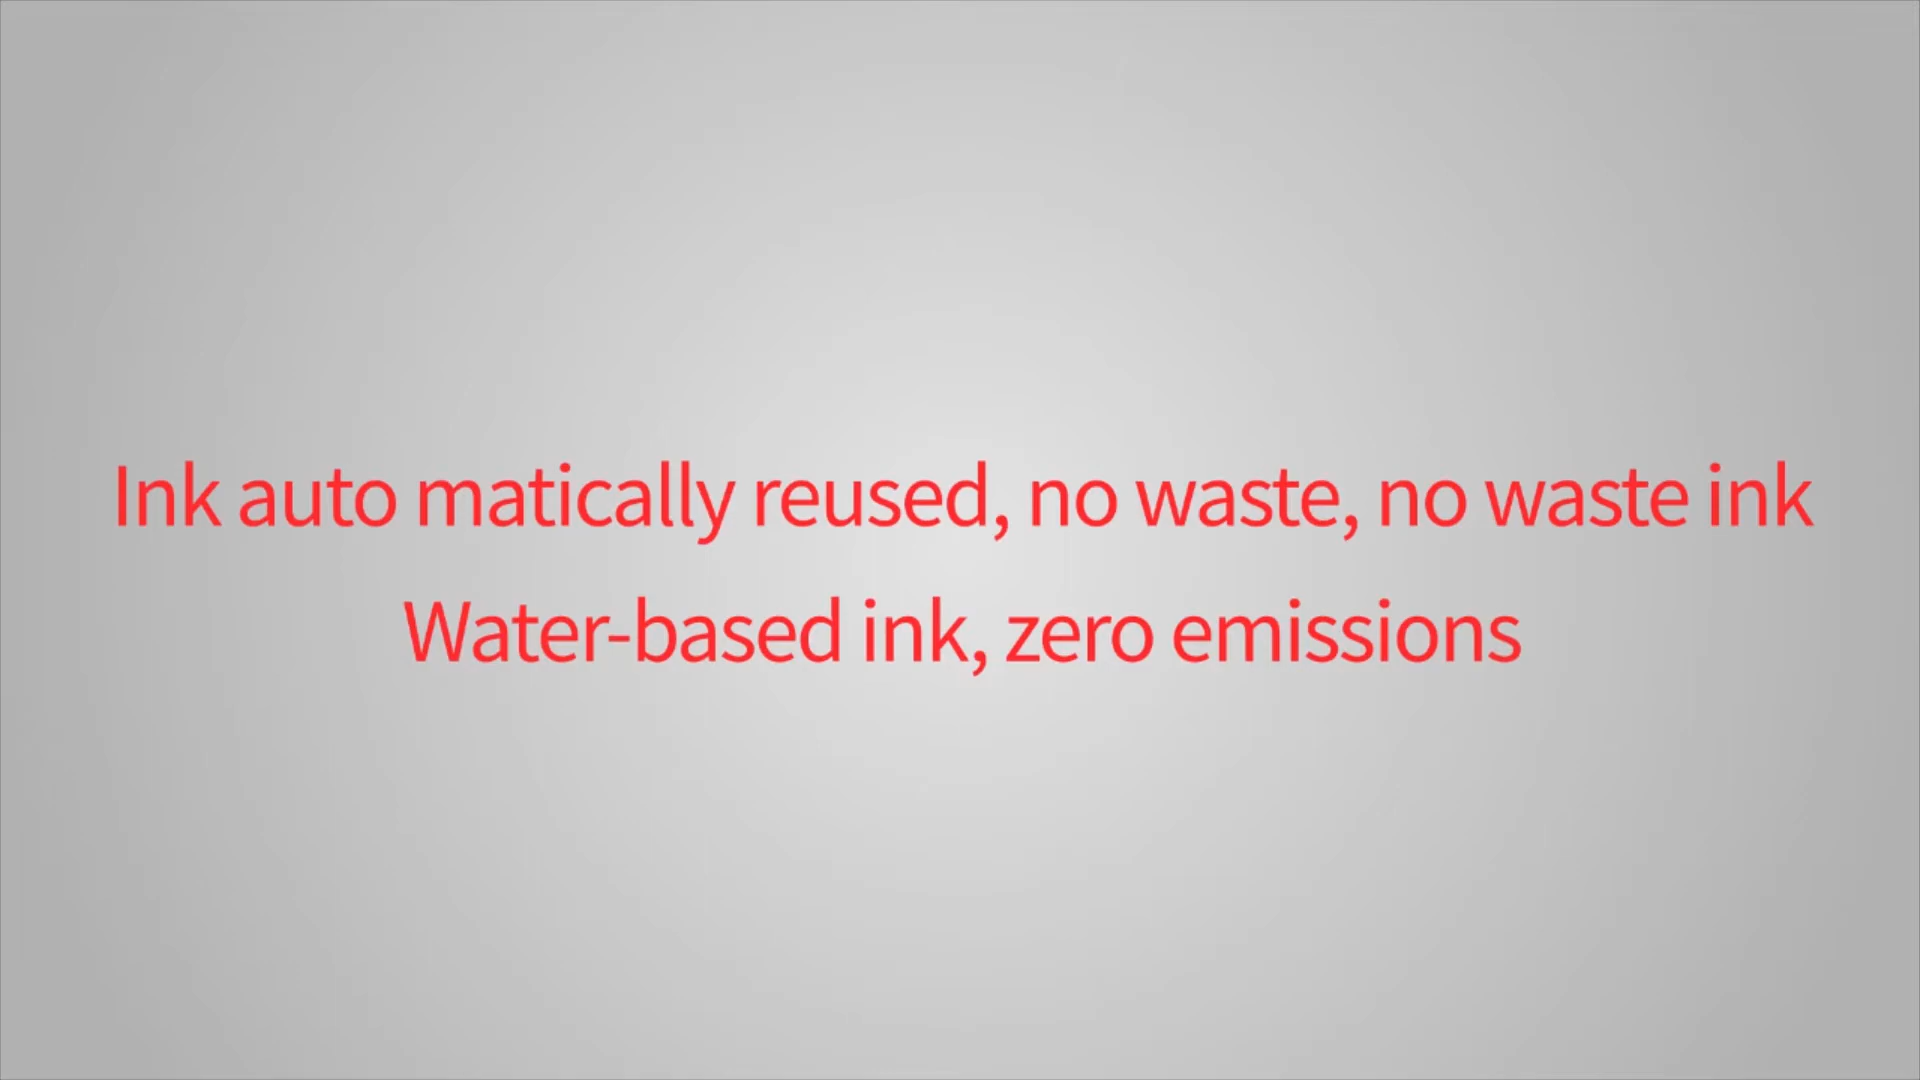 Ink auto matically reused, no waste, no waste ink
Water-based ink, zero emissions